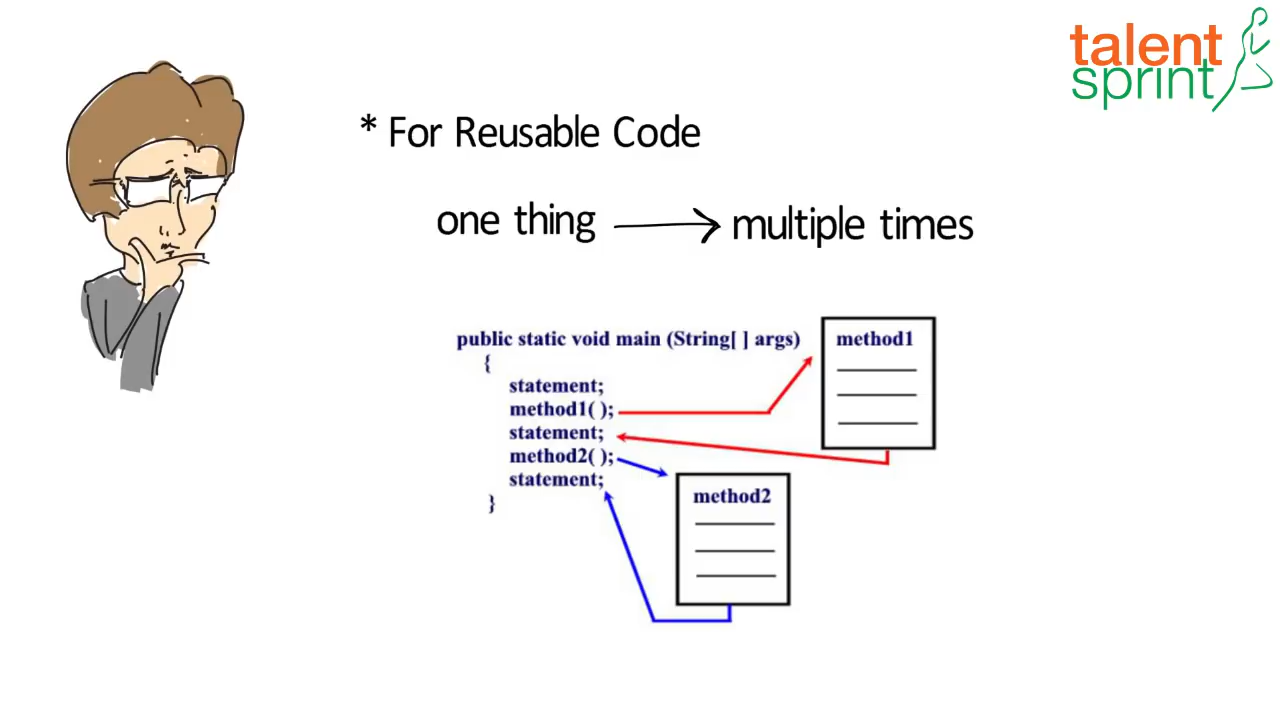 talent
sprint
* For Reusable Code
one thing
multiple times
public static void main (String[ ] args)
{
statement;
method1( );
statement;
method2( );
statement;
}
method1
method2